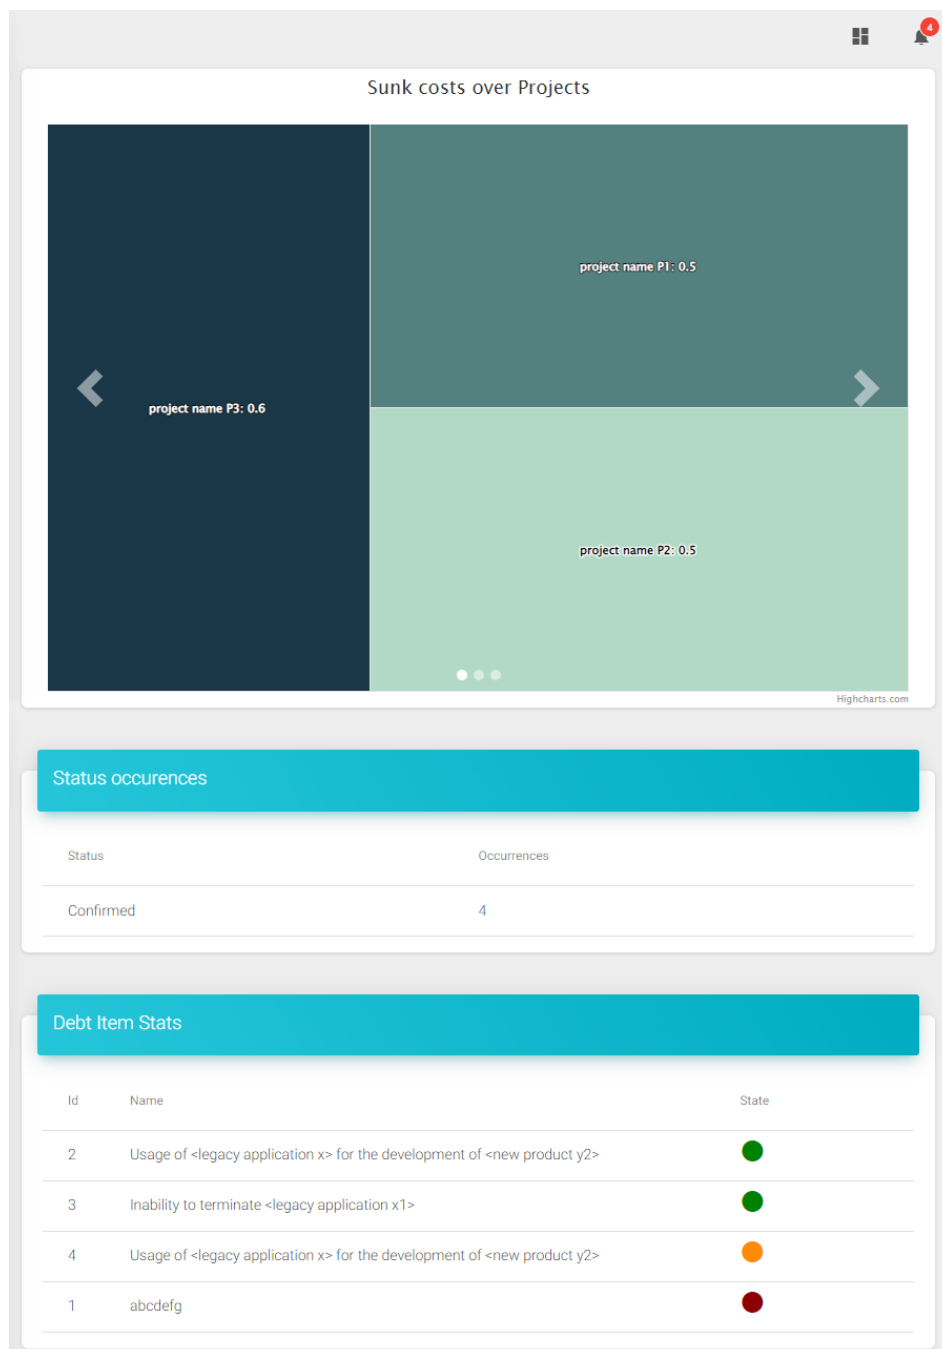 4
Sunk costs over Projects
project name P1: 0.5
project name P3: 0.6
project name P2: 0.5
Highcharts.com
Status occurences
Status Occurrences
Confirmed 4
Debt Item Stats
Id Name State
2 Usage of <legacy application x> for the development of <new product y2>
3 Inability to terminate <legacy application x1>
4 Usage of <legacy application x> for the development of <new product y2>
1 abcdefg